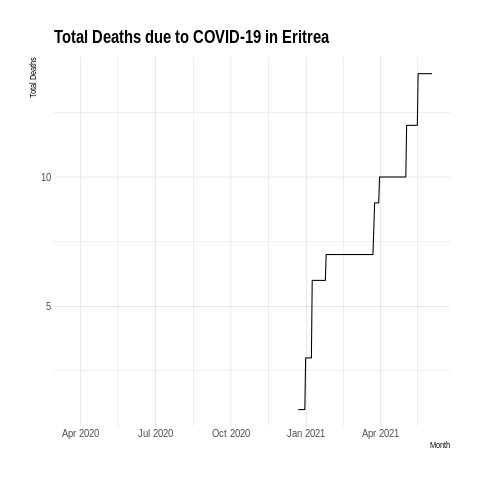 Total Deaths due to COVID-19 in Eritrea
Total Deaths
10
5
Apr 2020 Jul 2020 Oct 2020 Jan 2021 Apr 2021
Month